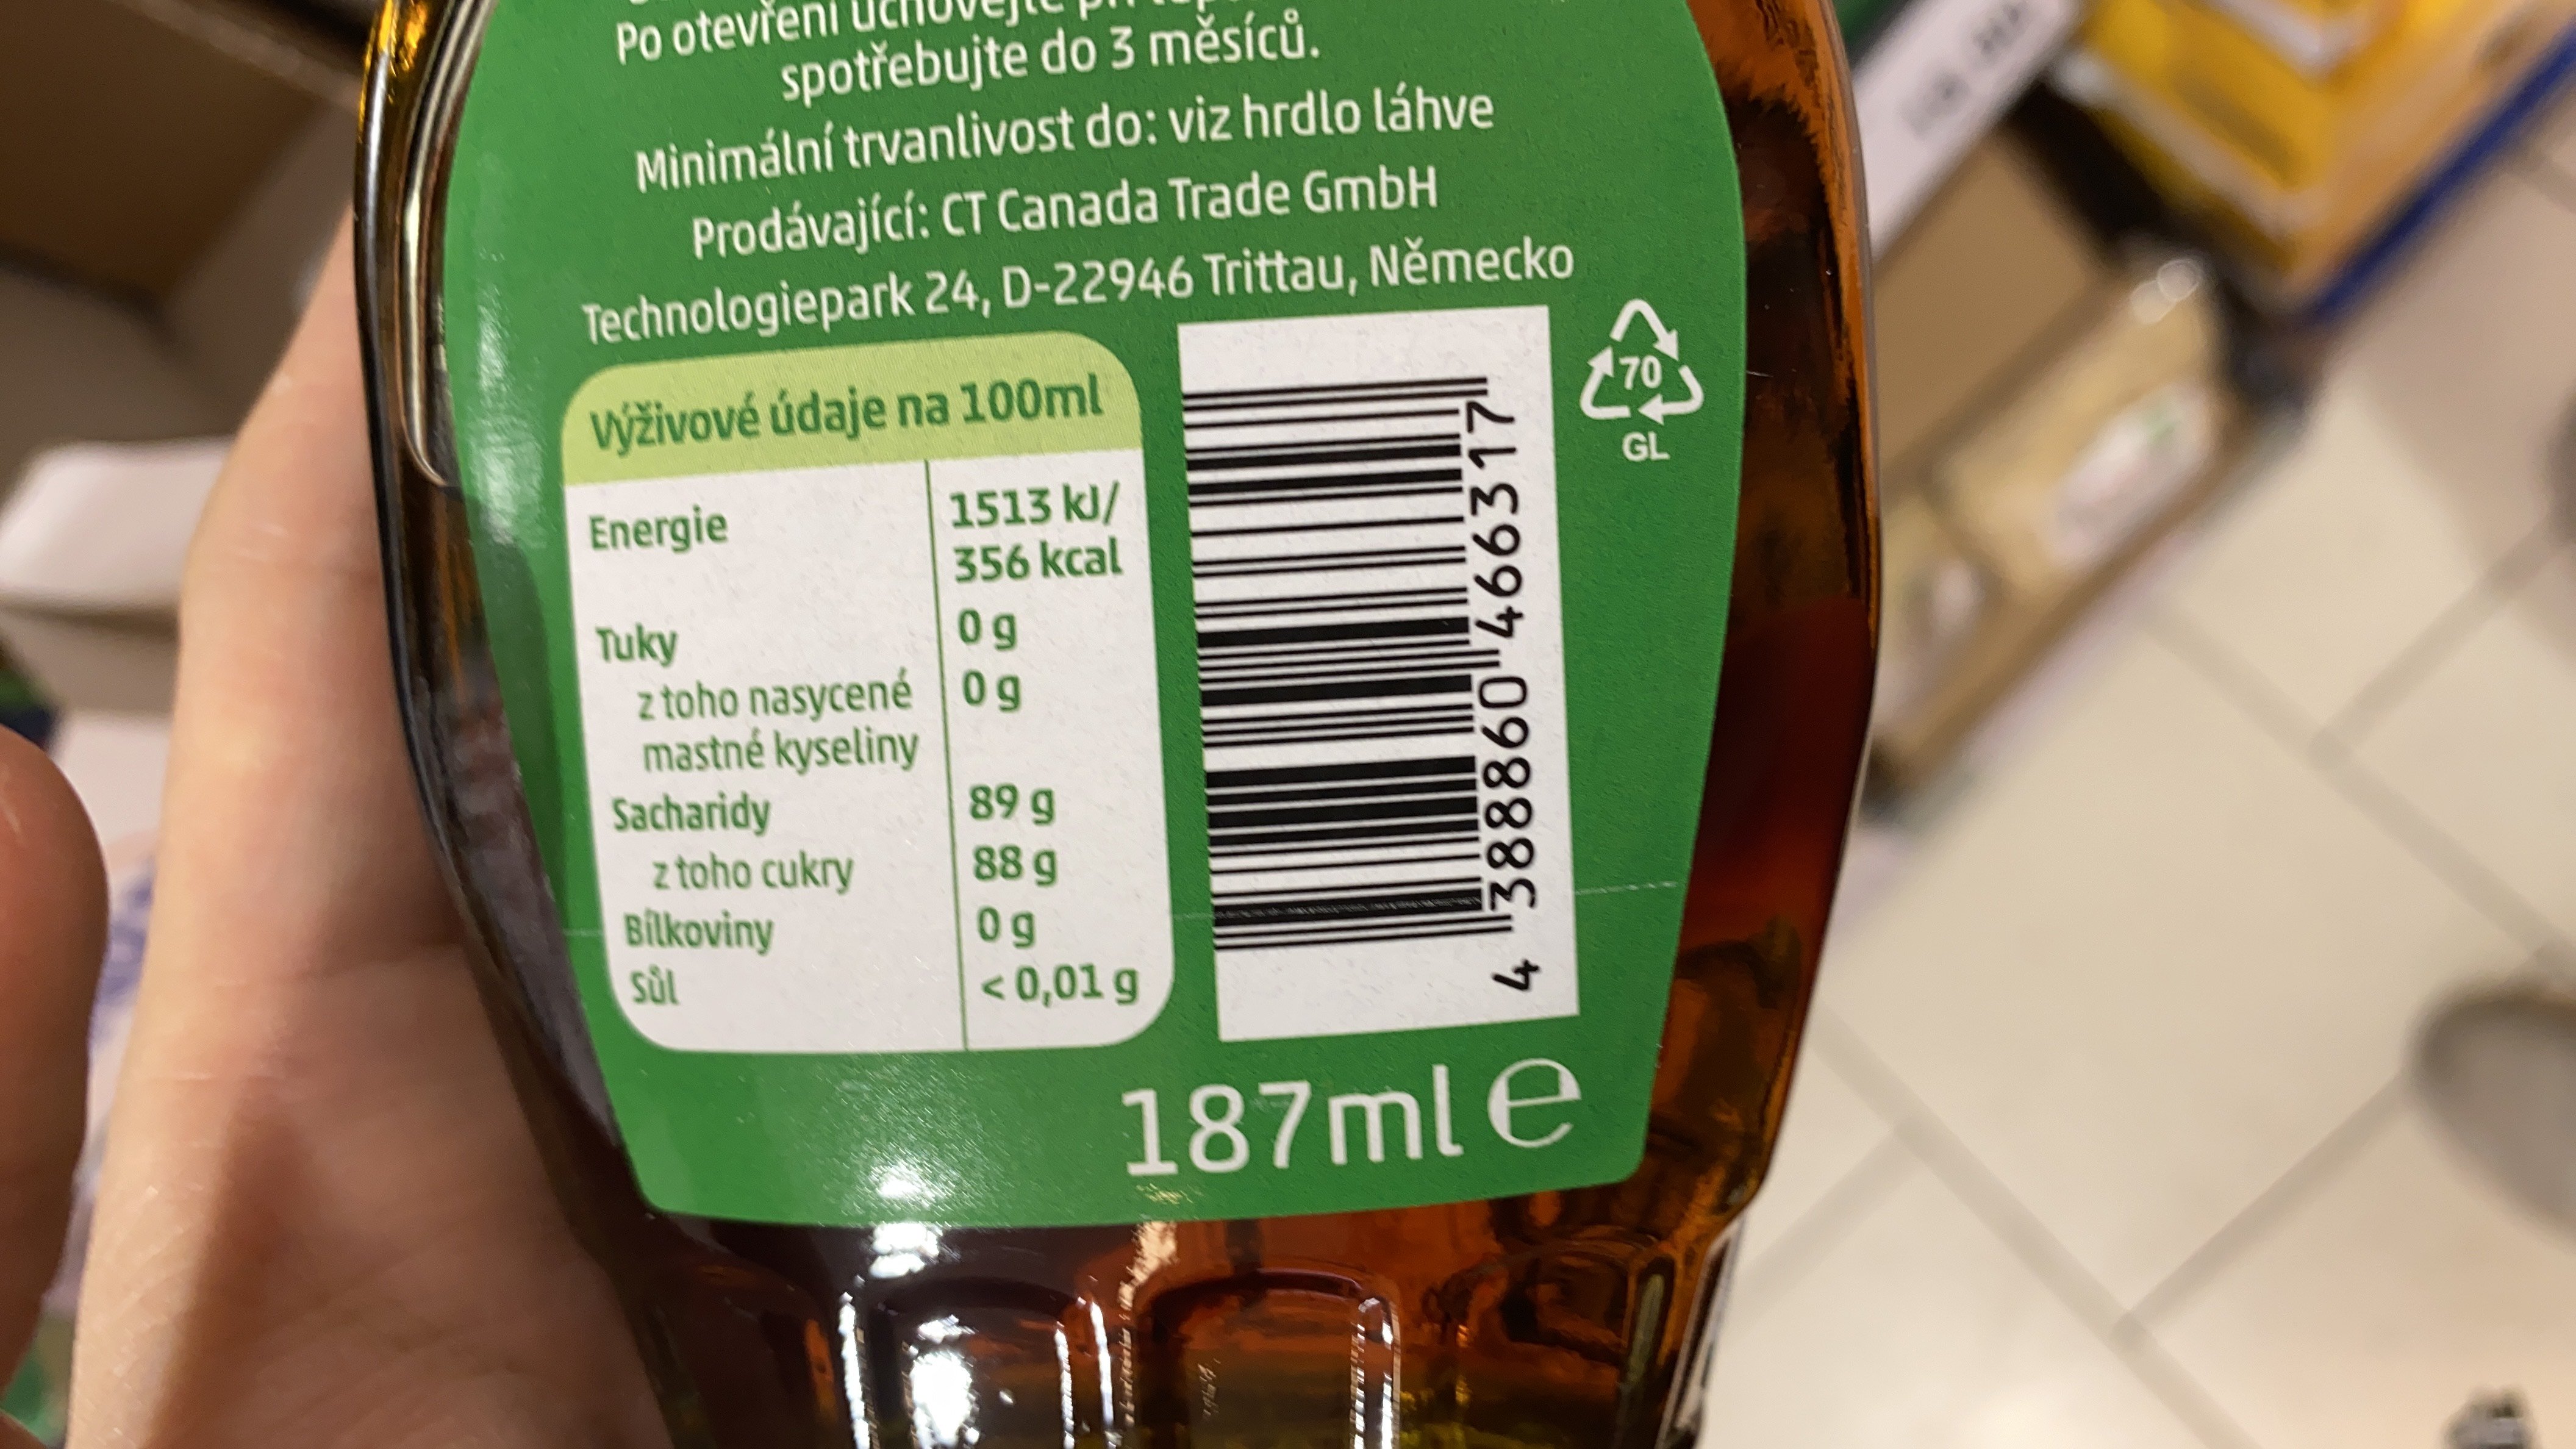 Po otevření uchovejte při
spotřebujte do 3 měsíců.
Minimální trvanlivost do: viz hrdlo láhve
Prodávající: CT Canada Trade GmbH
Technologiepark 24, D-22946 Trittau, Německo
Výživové údaje na 100ml
Energie 1513 kJ/
356 kcal
Tuky 0 g
z toho nasycené 0 g
mastné kyseliny
Sacharidy 89 g
z toho cukry 88 g
Bílkoviny 0 g
Sůl < 0,01 g
4 388860 466317
70
GL
187ml e